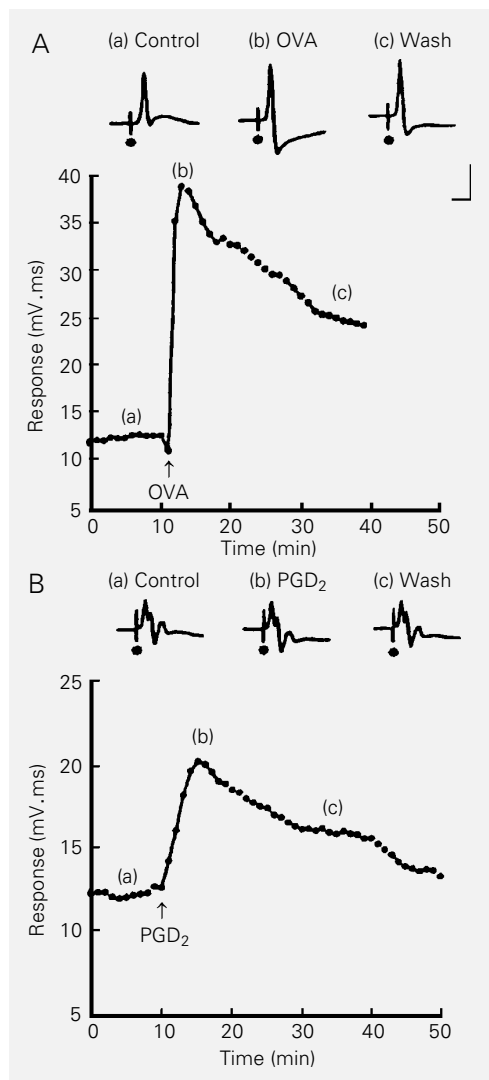 A
(a) Control (b) OVA (c) Wash
Response (mV.ms)
40
35
30
25
15
10
5
(b)
(c)
(a)
↑
OVA
0 10 20 30 40 50
Time (min)
B
(a) Control (b) PGD₂ (c) Wash
Response (mV.ms)
25
20
15
10
5
(b)
(c)
(a)
↑
PGD₂
0 10 20 30 40 50
Time (min)